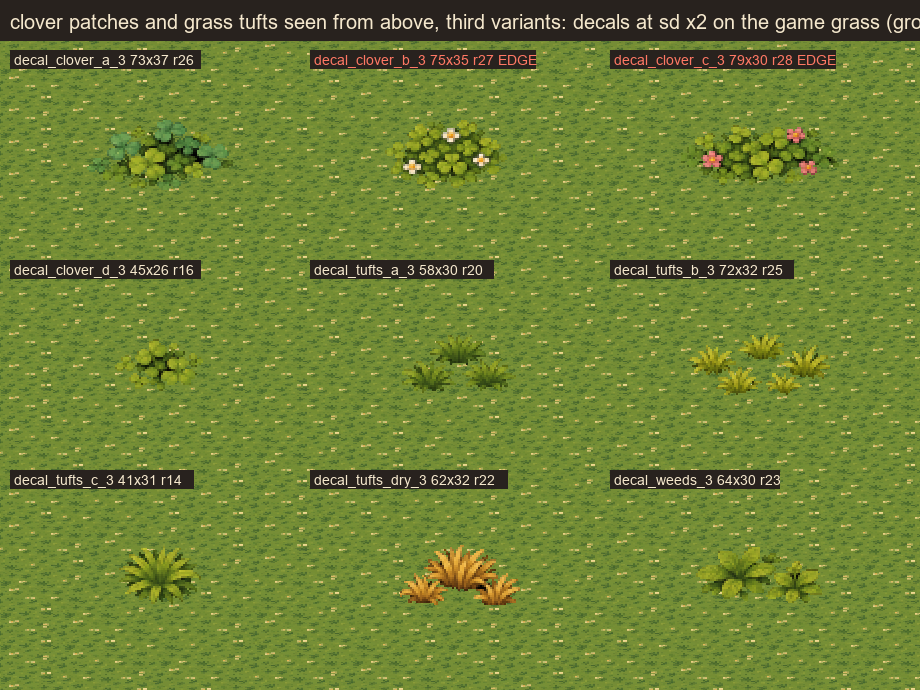 clover patches and grass tufts seen from above, third variants: decals at sd x2 on the game grass (gro
decal_clover_a_3 73x37 r26
decal_clover_b_3 75x35 r27 EDGE
decal_clover_c_3 79x30 r28 EDGE
decal_clover_d_3 45x26 r16
decal_tufts_a_3 58x30 r20
decal_tufts_b_3 72x32 r25
decal_tufts_c_3 41x31 r14
decal_tufts_dry_3 62x32 r22
decal_weeds_3 64x30 r23